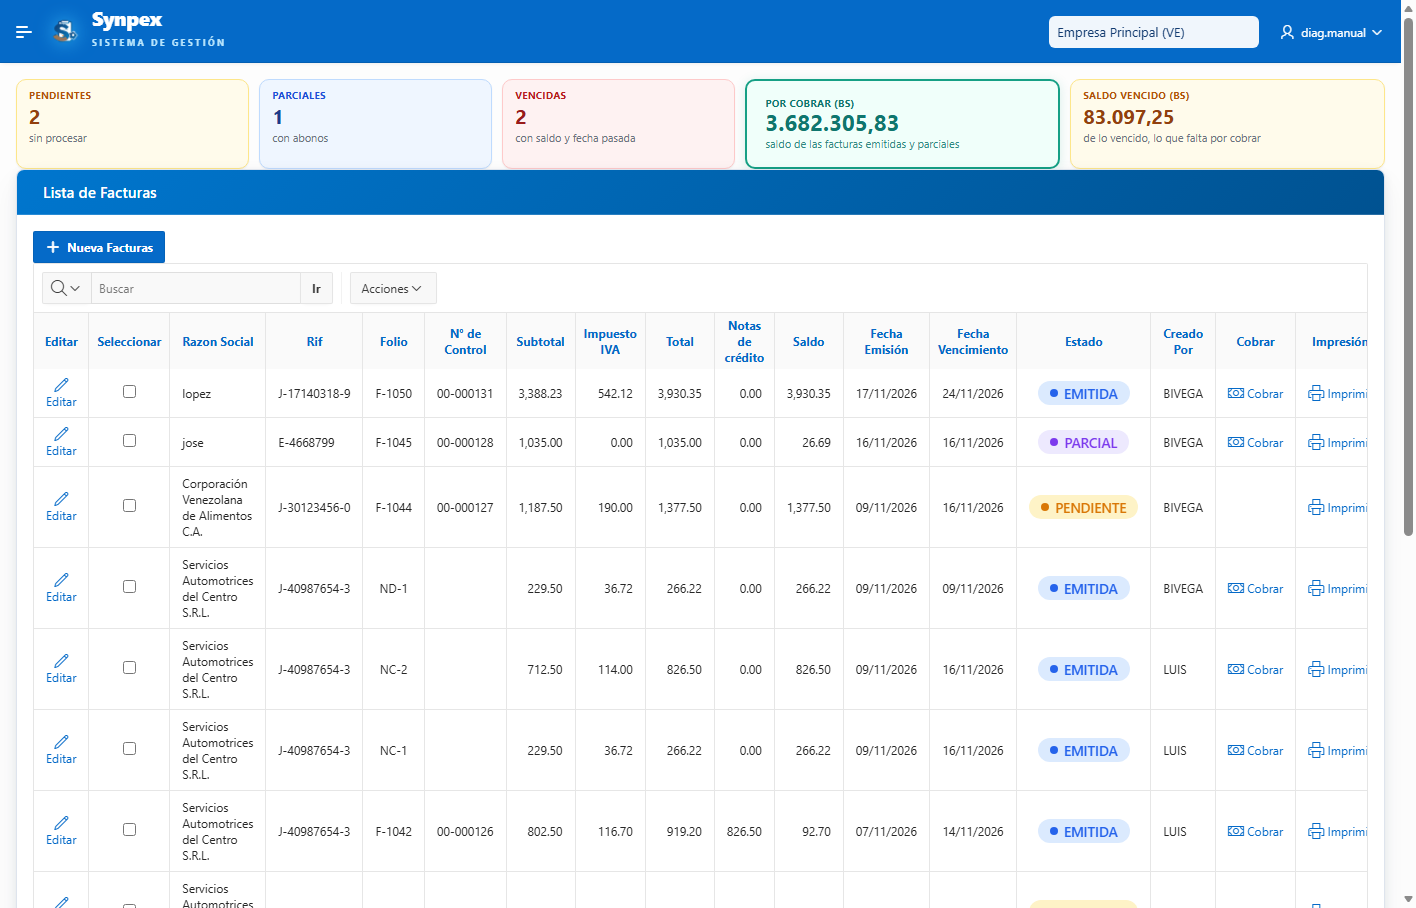 Synpex
SISTEMA DE GESTIÓN
Empresa Principal (VE)
diag.manual
PENDIENTES
2
sin procesar
PARCIALES
1
con abonos
VENCIDAS
2
con saldo y fecha pasada
POR COBRAR (BS)
3.682.305,83
saldo de las facturas emitidas y parciales
SALDO VENCIDO (BS)
83.097,25
de lo vencido, lo que falta por cobrar
Lista de Facturas
Nueva Facturas
Buscar
Ir
Acciones
Editar Seleccionar Razon Social Rif Folio N° de Control Subtotal Impuesto IVA Total Notas de crédito Saldo Fecha Emisión Fecha Vencimiento Estado Creado Por Cobrar Impresión
Editar lopez J-17140318-9 F-1050 00-000131 3,388.23 542.12 3,930.35 0.00 3,930.35 17/11/2026 24/11/2026 EMITIDA BIVEGA Cobrar Imprimi
Editar jose E-4668799 F-1045 00-000128 1,035.00 0.00 1,035.00 0.00 26.69 16/11/2026 16/11/2026 PARCIAL BIVEGA Cobrar Imprimi
Editar Corporación Venezolana de Alimentos C.A. J-30123456-0 F-1044 00-000127 1,187.50 190.00 1,377.50 0.00 1,377.50 09/11/2026 16/11/2026 PENDIENTE BIVEGA Imprimi
Editar Servicios Automotrices del Centro S.R.L. J-40987654-3 ND-1 229.50 36.72 266.22 0.00 266.22 09/11/2026 09/11/2026 EMITIDA BIVEGA Cobrar Imprimi
Editar Servicios Automotrices del Centro S.R.L. J-40987654-3 NC-2 712.50 114.00 826.50 0.00 826.50 09/11/2026 16/11/2026 EMITIDA LUIS Cobrar Imprimi
Editar Servicios Automotrices del Centro S.R.L. J-40987654-3 NC-1 229.50 36.72 266.22 0.00 266.22 09/11/2026 16/11/2026 EMITIDA LUIS Cobrar Imprimi
Editar Servicios Automotrices del Centro S.R.L. J-40987654-3 F-1042 00-000126 802.50 116.70 919.20 826.50 92.70 07/11/2026 14/11/2026 EMITIDA LUIS Cobrar Imprimi
Servicios Automotrices